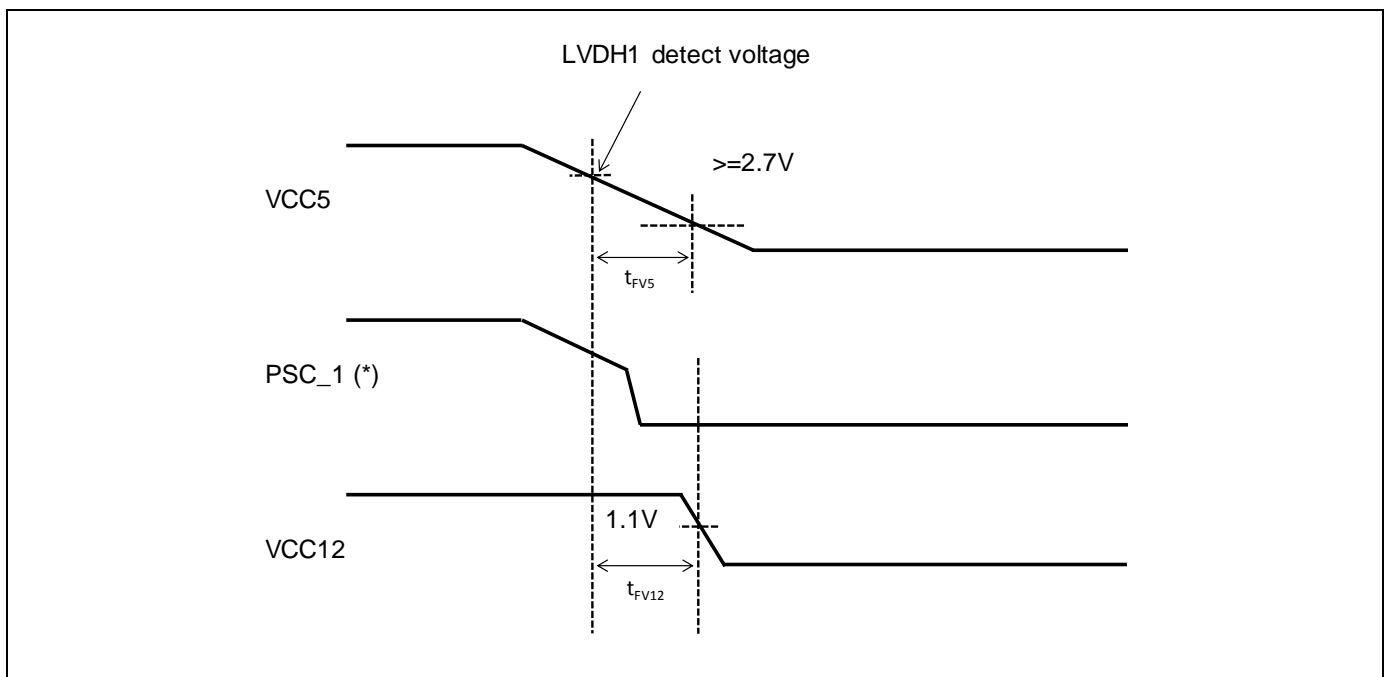 LVDH1 detect voltage
>=2.7V
VCC5
tFV5
PSC_1 (*)
1.1V
VCC12
tFV12